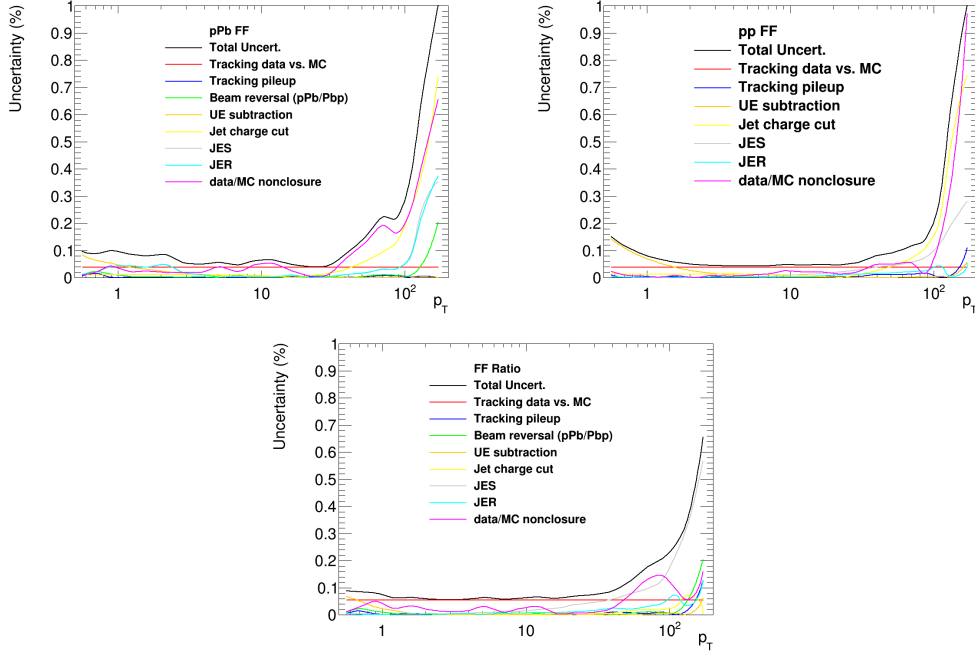 Uncertainty (%)
1
0.9
0.8
0.7
0.6
0.5
0.4
0.3
0.2
0.1
0
pPb FF
Total Uncert.
Tracking data vs. MC
Tracking pileup
Beam reversal (pPb/Pbp)
UE subtraction
Jet charge cut
JES
JER
data/MC nonclosure
1
10
10²
p_T
Uncertainty (%)
1
0.9
0.8
0.7
0.6
0.5
0.4
0.3
0.2
0.1
0
pp FF
Total Uncert.
Tracking data vs. MC
Tracking pileup
UE subtraction
Jet charge cut
JES
JER
data/MC nonclosure
1
10
10²
p_T
Uncertainty (%)
1
0.9
0.8
0.7
0.6
0.5
0.4
0.3
0.2
0.1
0
FF Ratio
Total Uncert.
Tracking data vs. MC
Tracking pileup
Beam reversal (pPb/Pbp)
UE subtraction
Jet charge cut
JES
JER
data/MC nonclosure
1
10
10²
p_T